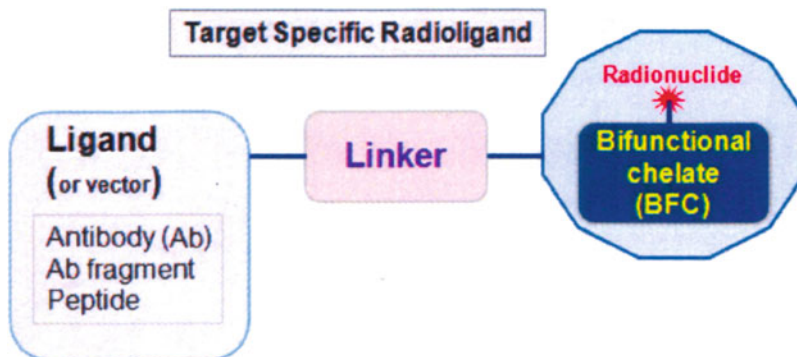 Target Specific Radioligand
Ligand
(or vector)
Antibody (Ab)
Ab fragment
Peptide
Linker
Radionuclide
Bifunctional
chelate
(BFC)